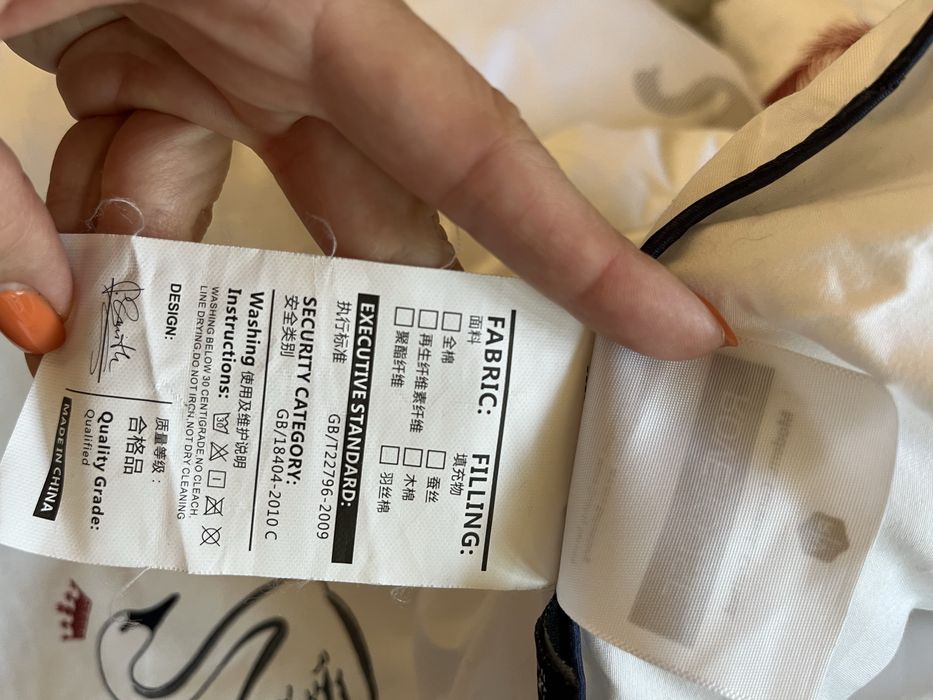 FABRIC: FILLING:
面料 填充物
□全棉 □蚕丝
□再生纤维素纤维 □木棉
□聚酯纤维 □羽丝棉
EXECUTIVE STANDARD:
执行标准 GB/T22796-2009
SECURITY CATEGORY:
安全类别 GB/18404-2010 C
Washing 使用及维护说明
Instructions: 30
WASHING BELOW 30 CENTIGRADE,NO CLEACH,
LINE DRYING,DO NOT IRCN,NOT DRY CLEANING
DESIGN:
质量等级：
合格品
Quality Grade:
Qualified
MADE IN CHINA